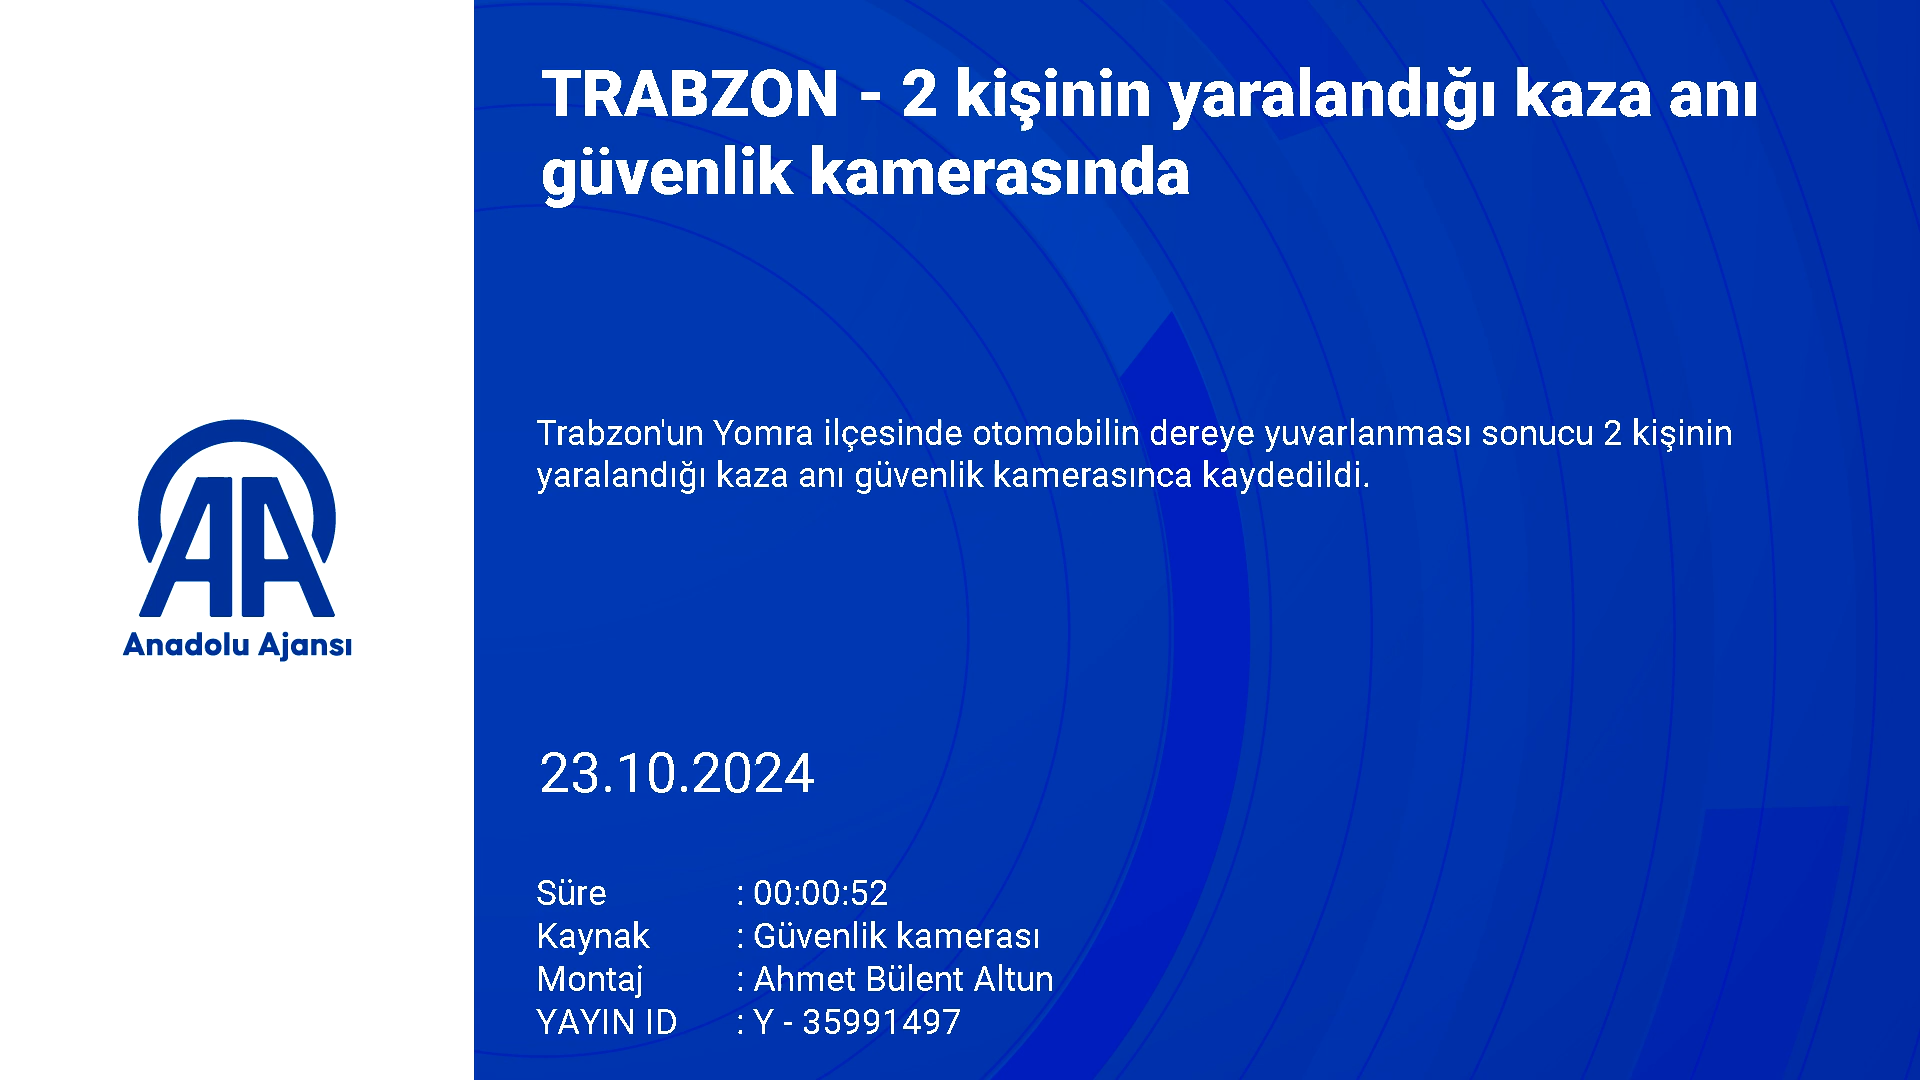 TRABZON - 2 kişinin yaralandığı kaza anı
güvenlik kamerasında
Trabzon'un Yomra ilçesinde otomobilin dereye yuvarlanması sonucu 2 kişinin
yaralandığı kaza anı güvenlik kamerasınca kaydedildi.
AA
Anadolu Ajansı
23.10.2024
Süre : 00:00:52
Kaynak : Güvenlik kamerası
Montaj : Ahmet Bülent Altun
YAYIN ID : Y - 35991497